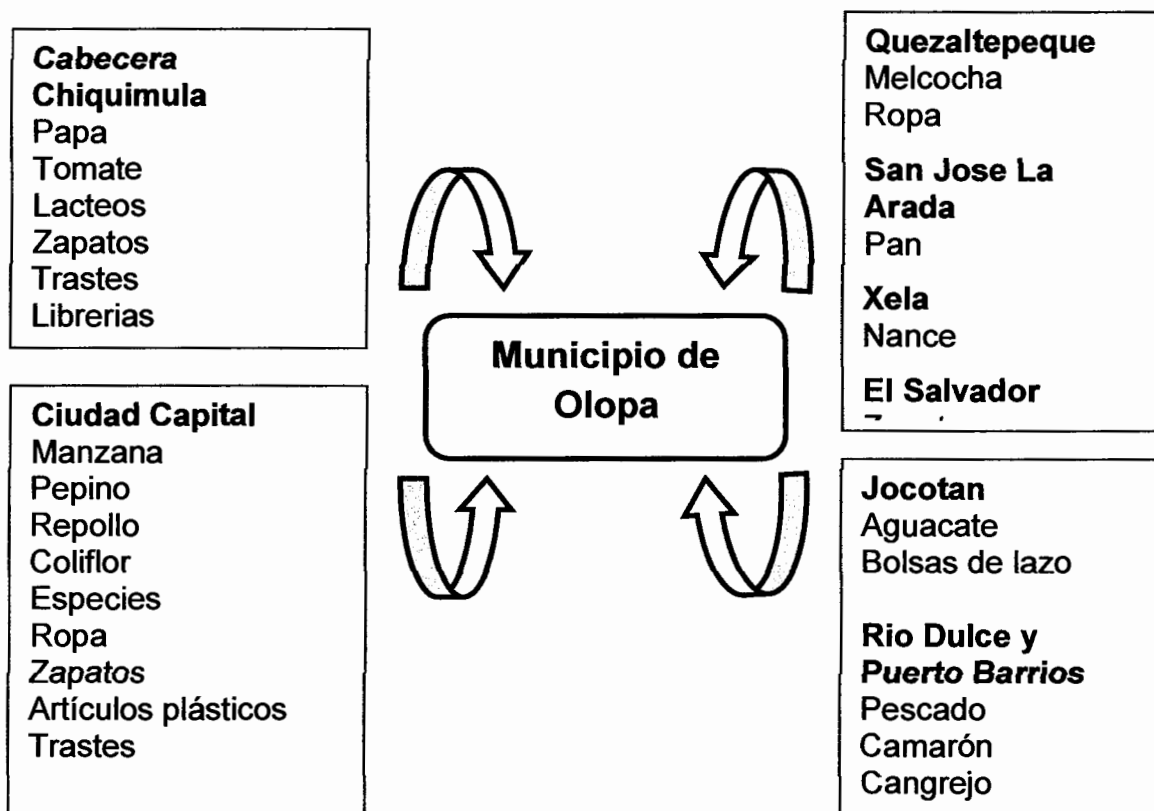 Cabecera
Chiquimula
Papa
Tomate
Lacteos
Zapatos
Trastes
Librerias
Ciudad Capital
Manzana
Pepino
Repollo
Coliflor
Especies
Ropa
Zapatos
Artículos plásticos
Trastes
Municipio de
Olopa
Quezaltepeque
Melcocha
Ropa
San Jose La
Arada
Pan
Xela
Nance
El Salvador
Jocotan
Aguacate
Bolsas de lazo
Rio Dulce y
Puerto Barrios
Pescado
Camarón
Cangrejo